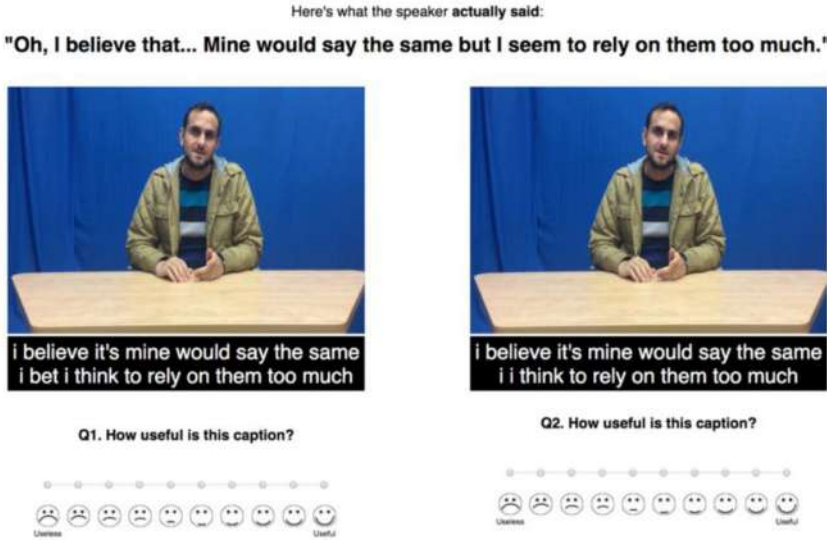 Here's what the speaker actually said:
"Oh, I believe that... Mine would say the same but I seem to rely on them too much."
i believe it's mine would say the same
i bet i think to rely on them too much
Q1. How useful is this caption?
Useless
Useful
i believe it's mine would say the same
i i think to rely on them too much
Q2. How useful is this caption?
Useless
Useful